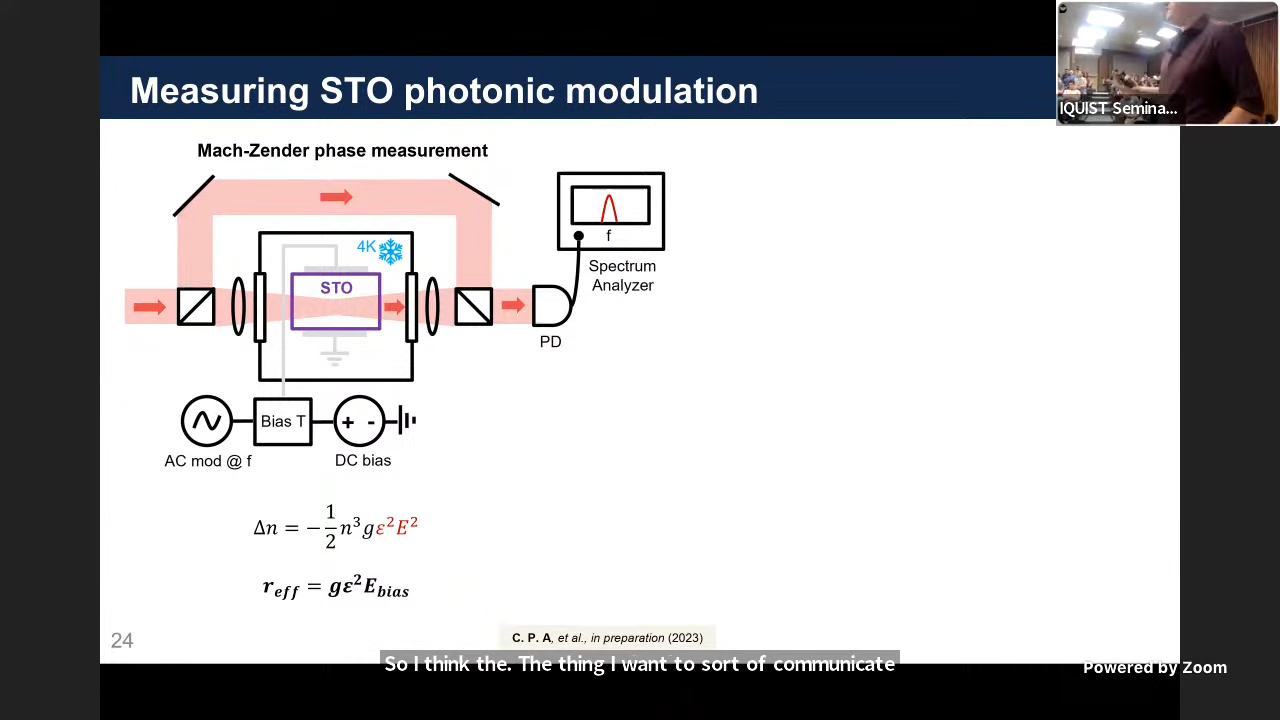 Measuring STO photonic modulation
IQUIST Semina...
Mach-Zender phase measurement
4K
STO
f
Spectrum
Analyzer
PD
Bias T
+ -
AC mod @ f
DC bias
Δn = −1/2 n³gε²E²
r_eff = gε²E_bias
24
C. P. A, et al., in preparation (2023)
So I think the. The thing I want to sort of communicate
Powered by Zoom